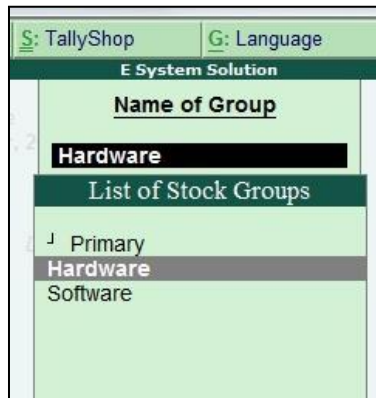 S: TallyShop G: Language
E System Solution
Name of Group
Hardware
List of Stock Groups
┘ Primary
Hardware
Software